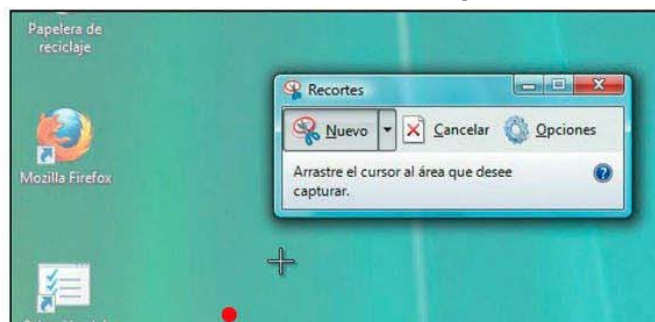 Papelera de
reciclaje
Mozilla Firefox
Recortes
Nuevo
Cancelar
Opciones
Arrastre el cursor al área que desee
capturar.